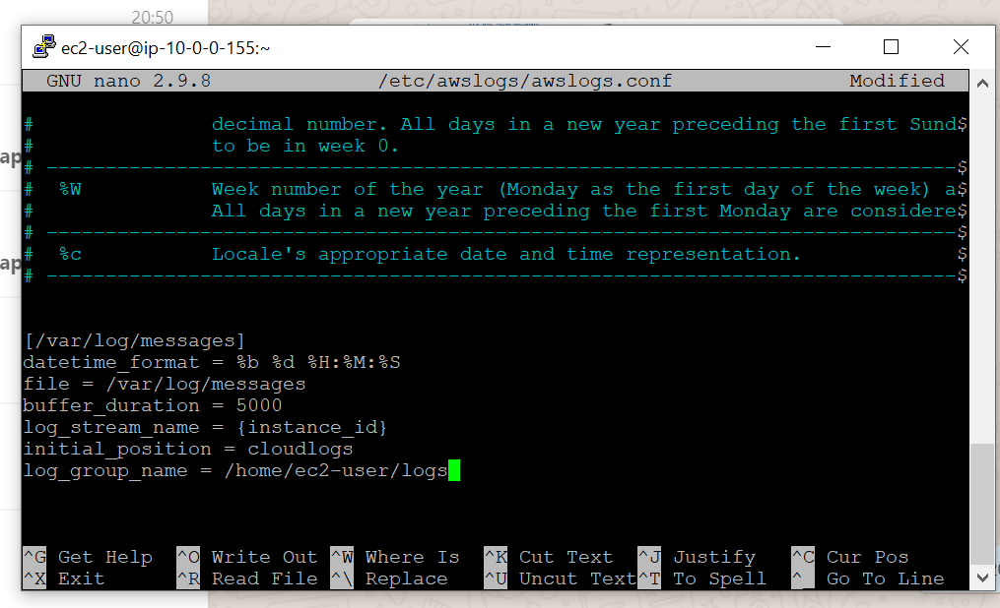 20:50
ec2-user@ip-10-0-0-155:~
GNU nano 2.9.8 /etc/awslogs/awslogs.conf Modified
# decimal number. All days in a new year preceding the first Sund$
# to be in week 0.
# -----------------------------------------------------------------------------$
# %W Week number of the year (Monday as the first day of the week) a$
# All days in a new year preceding the first Monday are considere$
# -----------------------------------------------------------------------------$
# %c Locale's appropriate date and time representation. $
# -----------------------------------------------------------------------------$
[/var/log/messages]
datetime_format = %b %d %H:%M:%S
file = /var/log/messages
buffer_duration = 5000
log_stream_name = {instance_id}
initial_position = cloudlogs
log_group_name = /home/ec2-user/logs
^G Get Help ^O Write Out ^W Where Is ^K Cut Text ^J Justify ^C Cur Pos
^X Exit ^R Read File ^\ Replace ^U Uncut Text ^T To Spell ^_ Go To Line
ap
ap